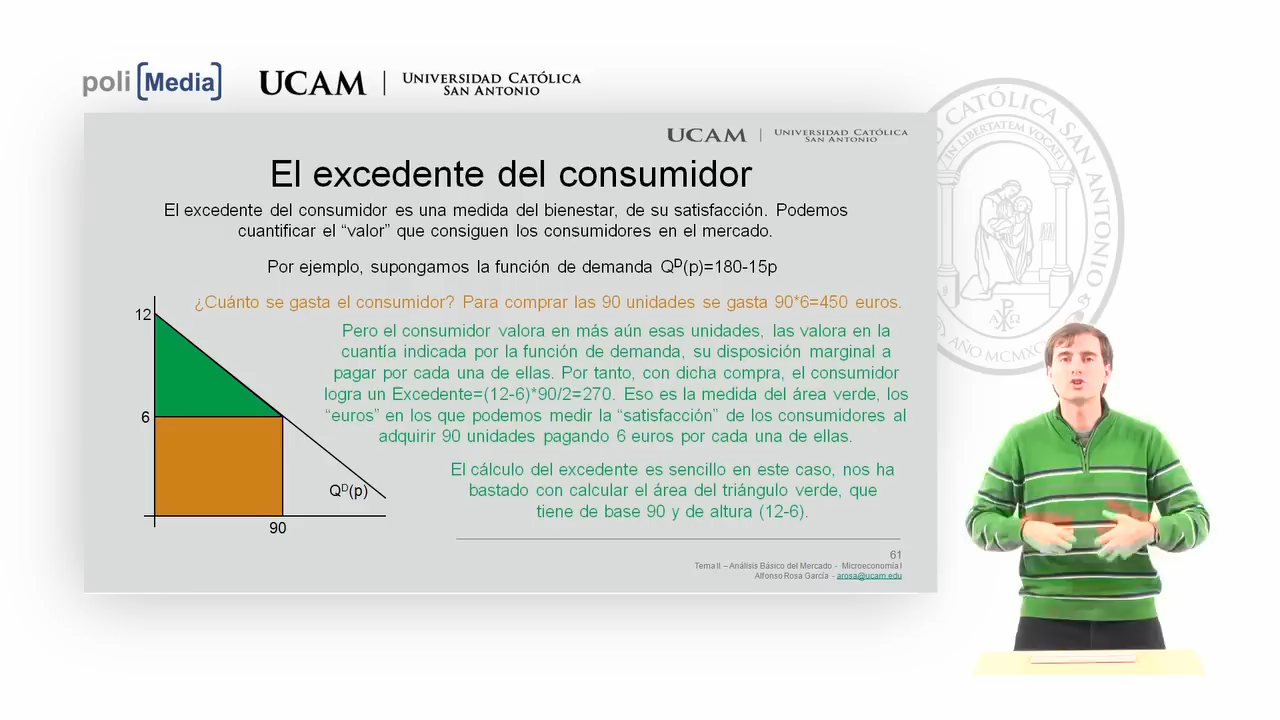 poli [Media]
UCAM | UNIVERSIDAD CATÓLICA
SAN ANTONIO
UCAM | UNIVERSIDAD CATÓLICA
SAN ANTONIO
El excedente del consumidor
El excedente del consumidor es una medida del bienestar, de su satisfacción. Podemos
cuantificar el “valor” que consiguen los consumidores en el mercado.
Por ejemplo, supongamos la función de demanda Qᴰ(p)=180-15p
¿Cuánto se gasta el consumidor? Para comprar las 90 unidades se gasta 90*6=450 euros.
Pero el consumidor valora en más aún esas unidades, las valora en la
cuantía indicada por la función de demanda, su disposición marginal a
pagar por cada una de ellas. Por tanto, con dicha compra, el consumidor
logra un Excedente=(12-6)*90/2=270. Eso es la medida del área verde, los
“euros” en los que podemos medir la “satisfacción” de los consumidores al
adquirir 90 unidades pagando 6 euros por cada una de ellas.
El cálculo del excedente es sencillo en este caso, nos ha
bastado con calcular el área del triángulo verde, que
tiene de base 90 y de altura (12-6).
12
6
Qᴰ(p)
90
61
Tema II – Análisis Básico del Mercado - Microeconomía I
Alfonso Rosa García - arosa@ucam.edu
CATÓLICA SAN ANTONIO
IN LIBERTATEM VOCATI
AÑO MCMXC